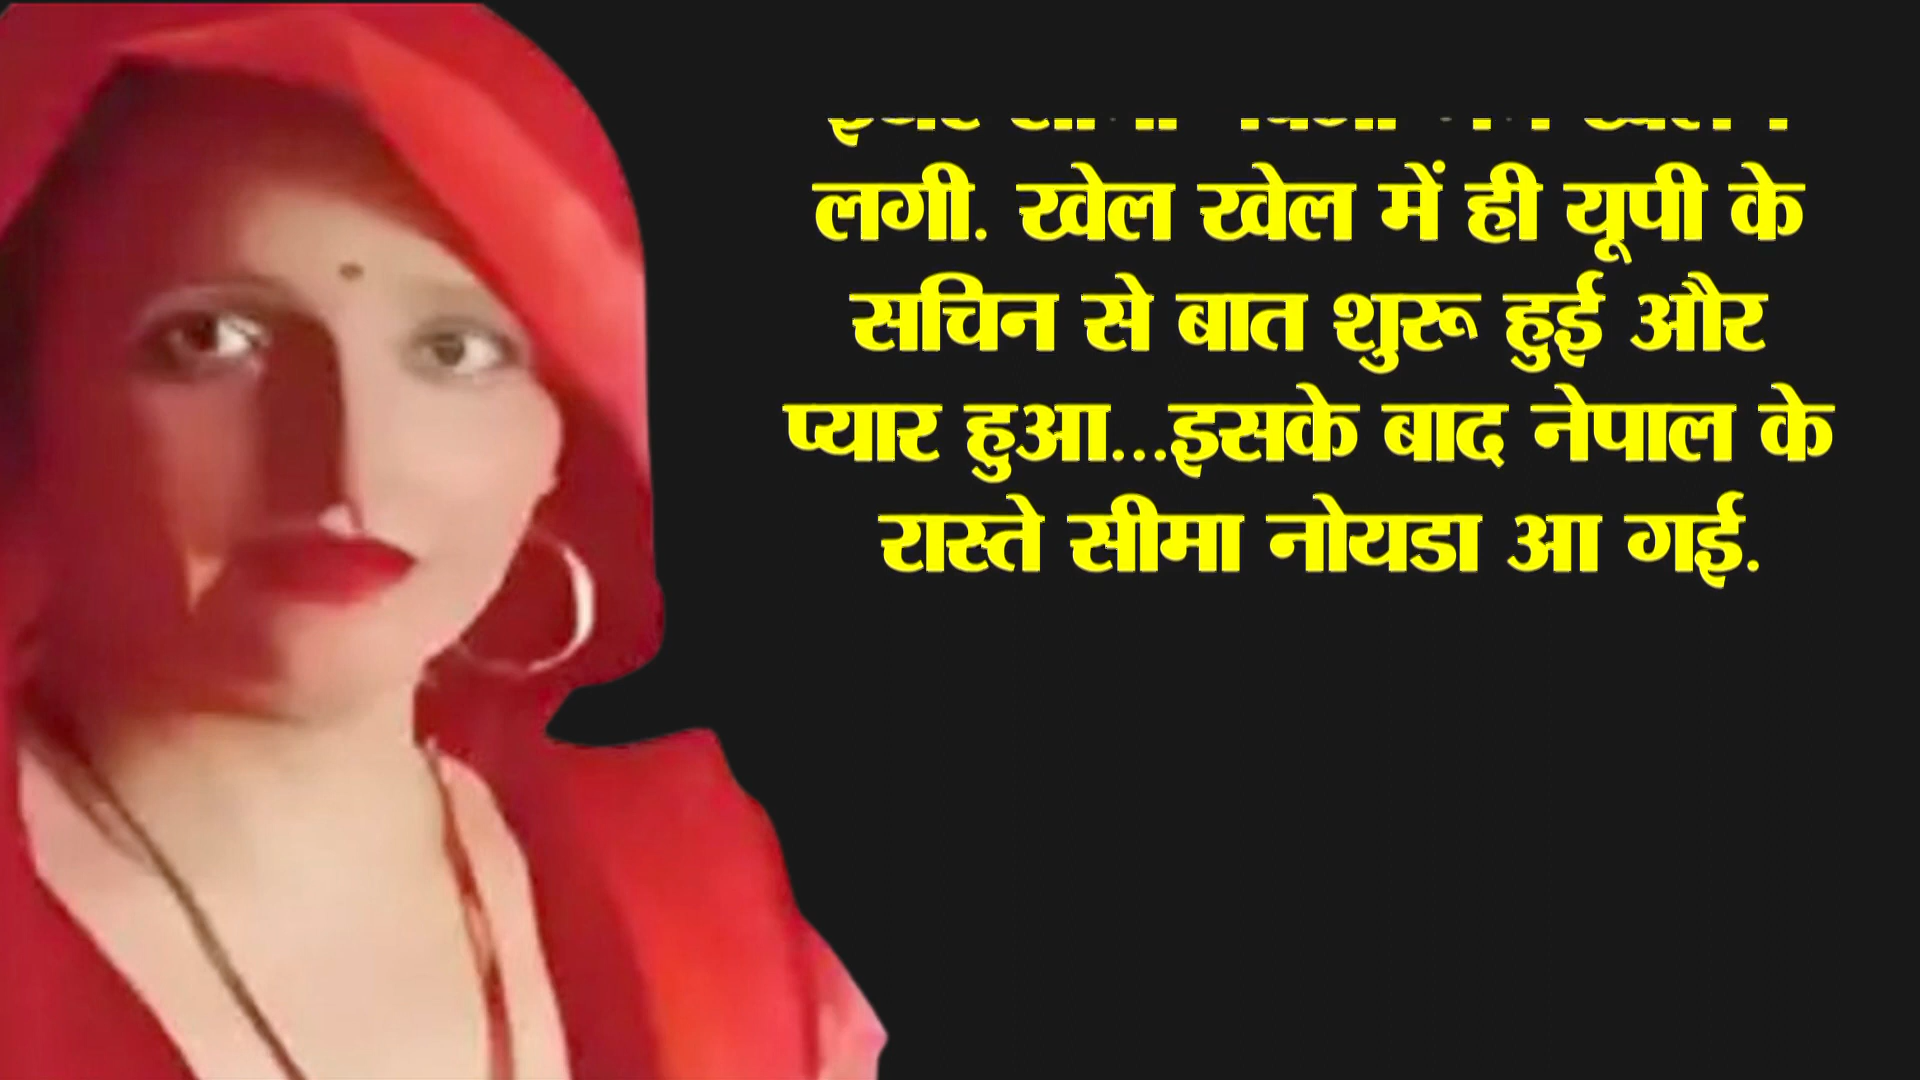 लगी. खेल खेल में ही यूपी के
सचिन से बात शुरू हुई और
प्यार हुआ...इसके बाद नेपाल के
रास्ते सीमा नोयडा आ गई.